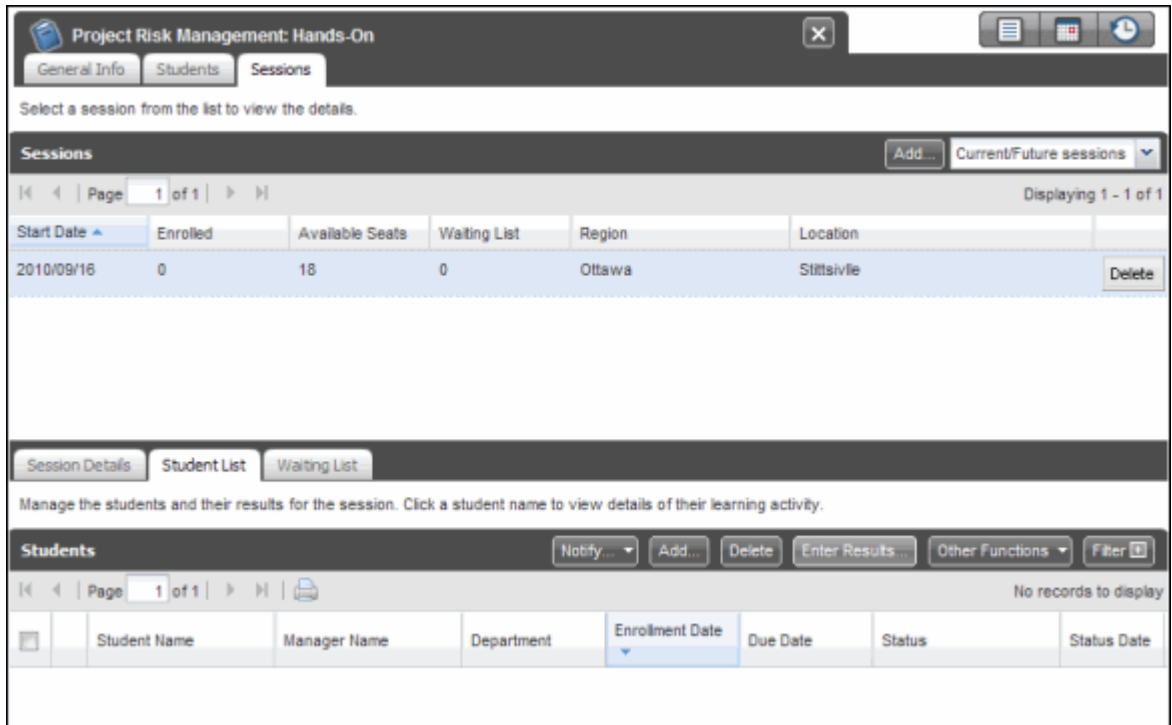 Project Risk Management: Hands-On
General Info Students Sessions
Select a session from the list to view the details.
Sessions Add... Current/Future sessions
Page 1 of 1 Displaying 1 - 1 of 1
Start Date Enrolled Available Seats Waiting List Region Location
2010/09/16 0 18 0 Ottawa Stittsivlle Delete
Session Details Student List Waiting List
Manage the students and their results for the session. Click a student name to view details of their learning activity.
Students Notify... Add... Delete Enter Results... Other Functions Filter
Page 1 of 1 No records to display
Student Name Manager Name Department Enrollment Date Due Date Status Status Date